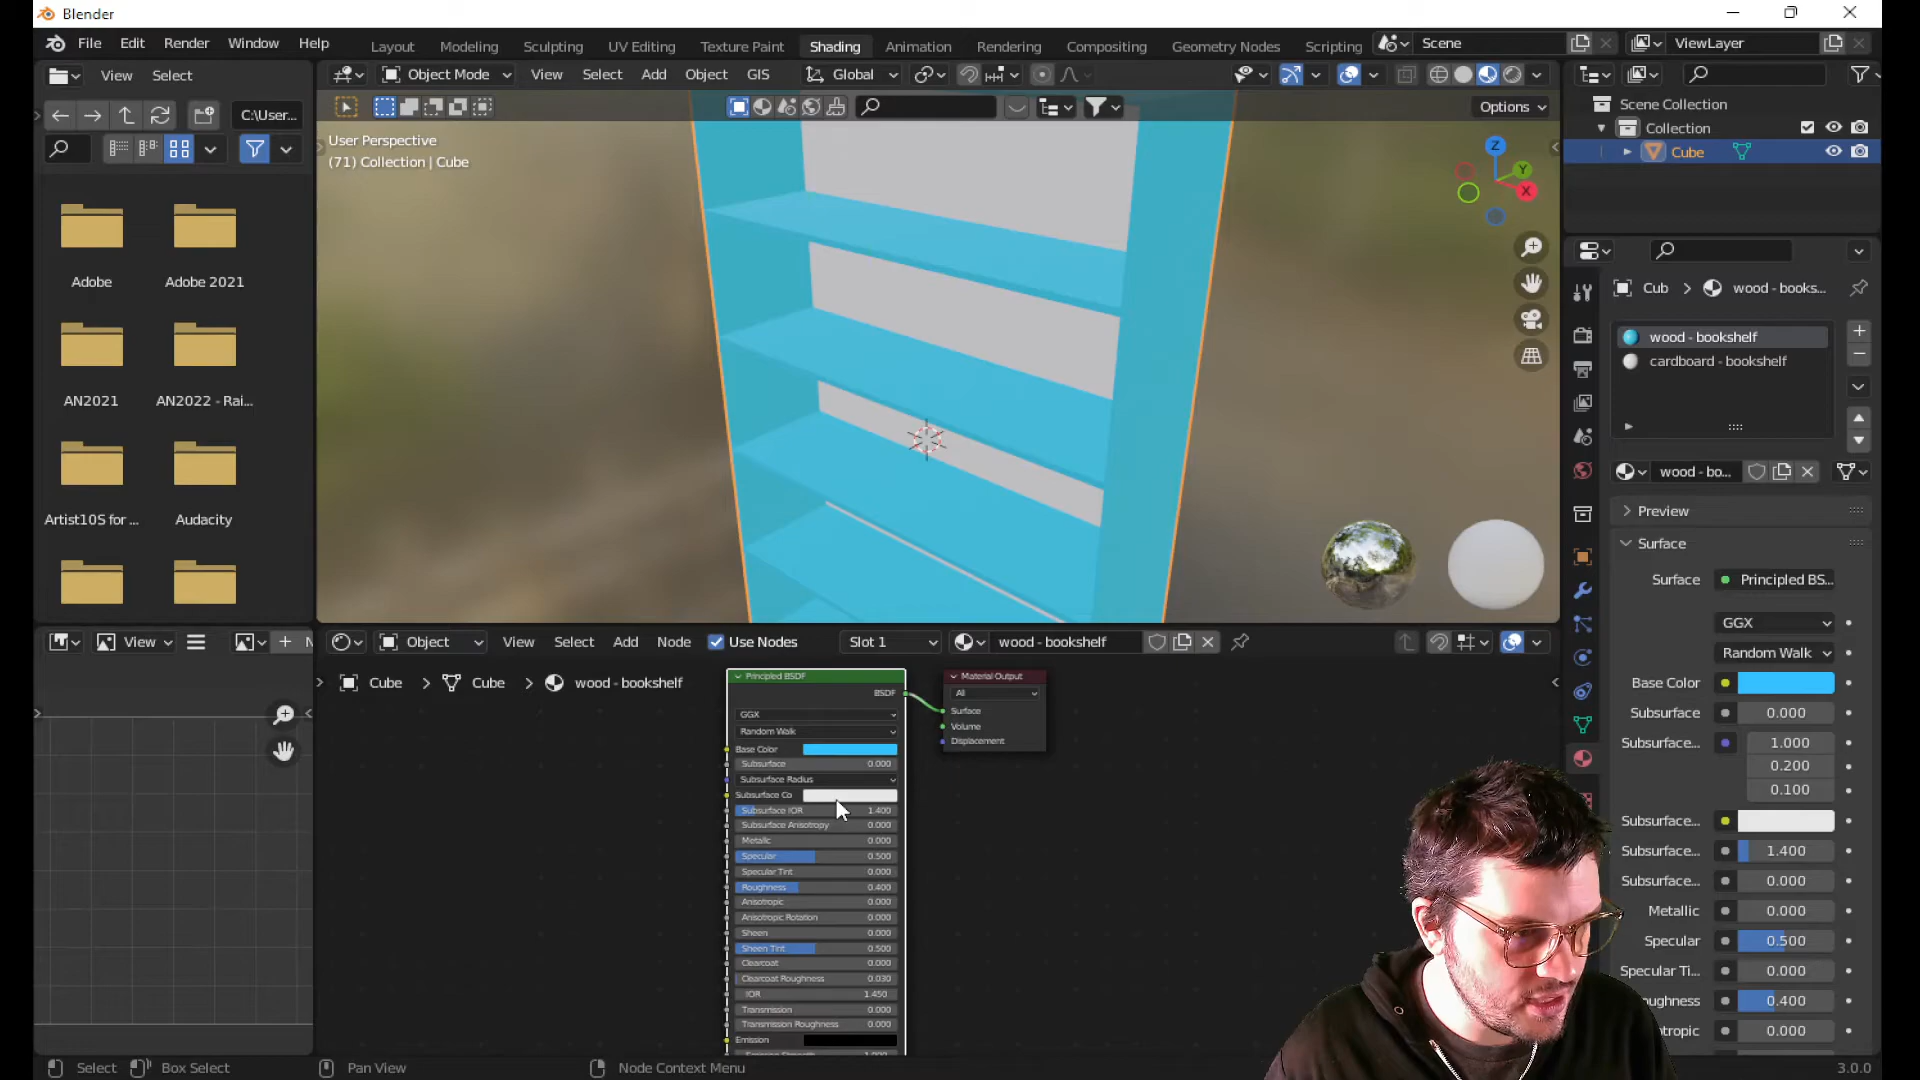 Blender
File Edit Render Window Help
Layout Modeling Sculpting UV Editing Texture Paint Shading Animation Rendering Compositing Geometry Nodes Scripting
Scene
ViewLayer
View Select
Object Mode View Select Add Object GIS
Global
C:\User...
Options
User Perspective
(71) Collection | Cube
Z
Y
X
Scene Collection
Collection
Cube
Cub > wood - books...
wood - bookshelf
cardboard - bookshelf
wood - bo...
Adobe
Adobe 2021
AN2021
AN2022 - Rai...
Artist10S for ...
Audacity
Preview
Surface
Surface Principled BS...
GGX
Random Walk
Base Color
Subsurface 0.000
Subsurface... 1.000
0.200
0.100
Subsurface...
Subsurface... 1.400
Subsurface... 0.000
Metallic 0.000
Specular 0.500
Specular Ti... 0.000
0.400
0.000
View
Object View Select Add Node Use Nodes Slot 1 wood - bookshelf
Cube > Cube > wood - bookshelf
Principled BSDF
BSDF
GGX
Random Walk
Base Color
Subsurface 0.000
Subsurface Radius
Subsurface Co
Subsurface IOR 1.400
Subsurface Anisotropy 0.000
Metallic 0.000
Specular 0.500
Specular Tint 0.000
Roughness 0.400
Anisotropic 0.000
Anisotropic Rotation 0.000
Sheen 0.000
Sheen Tint 0.500
Clearcoat 0.000
Clearcoat Roughness 0.030
IOR 1.450
Transmission 0.000
Transmission Roughness 0.000
Emission
Material Output
All
Surface
Volume
Displacement
Select Box Select Pan View Node Context Menu
3.0.0